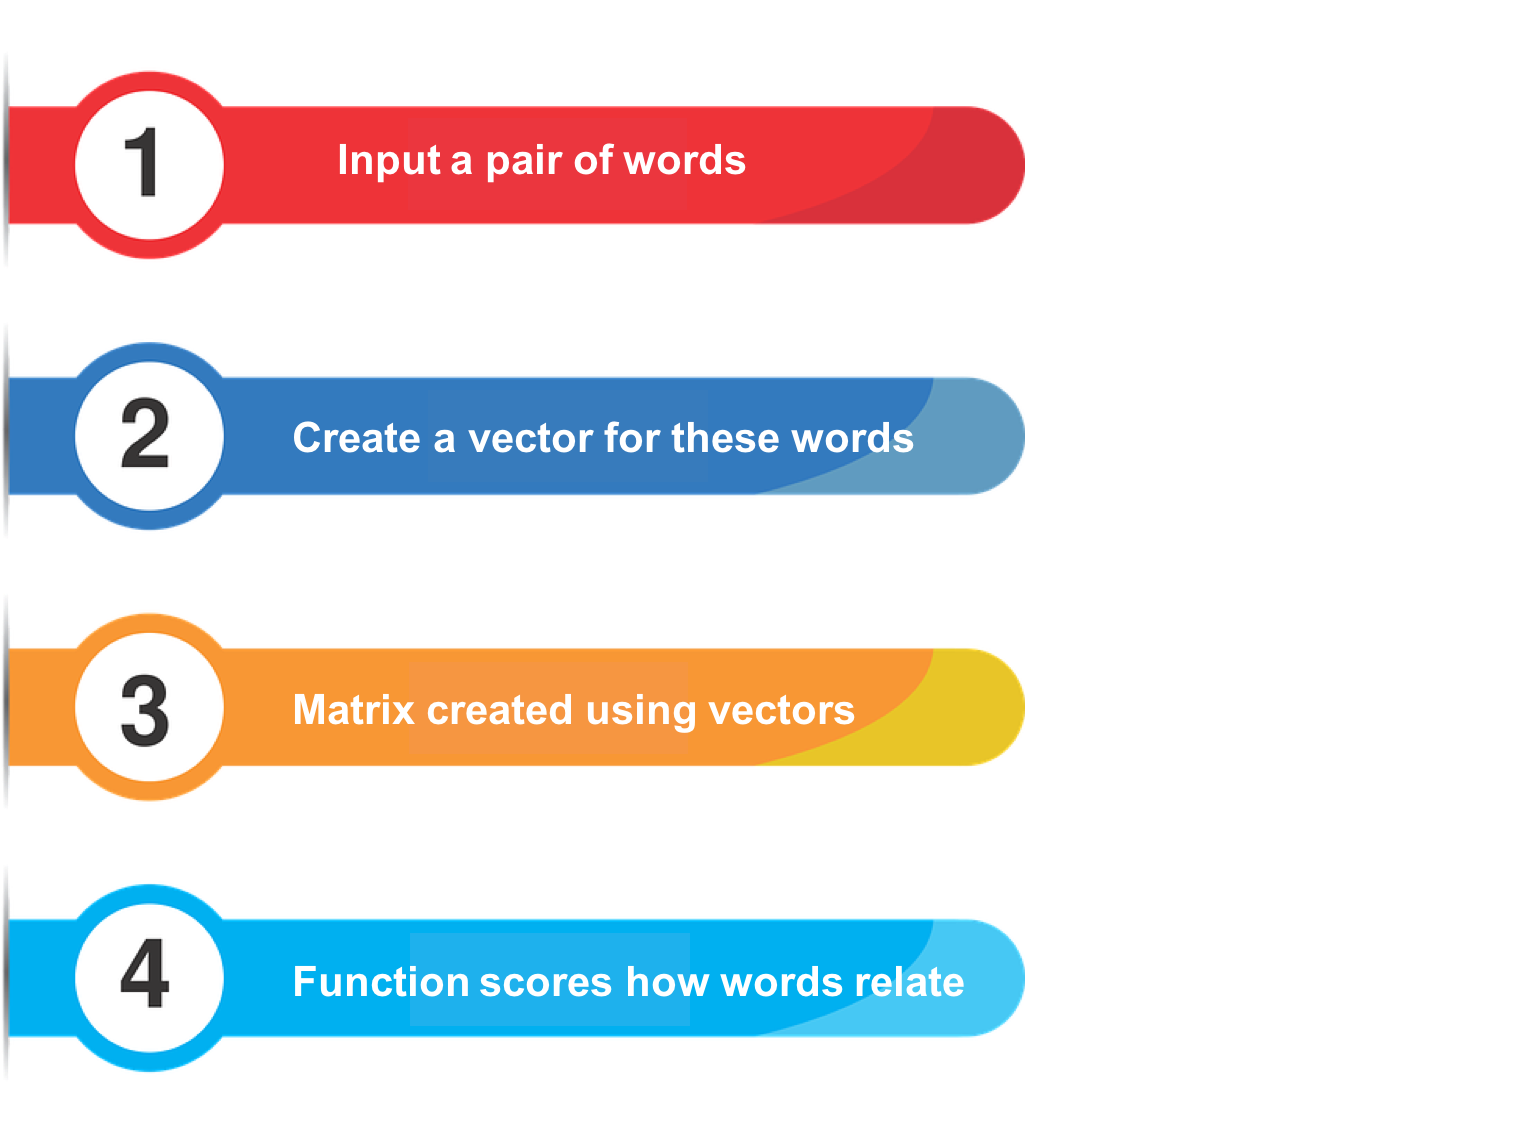 1
Input a pair of words
2
Create a vector for these words
3
Matrix created using vectors
4
Function scores how words relate